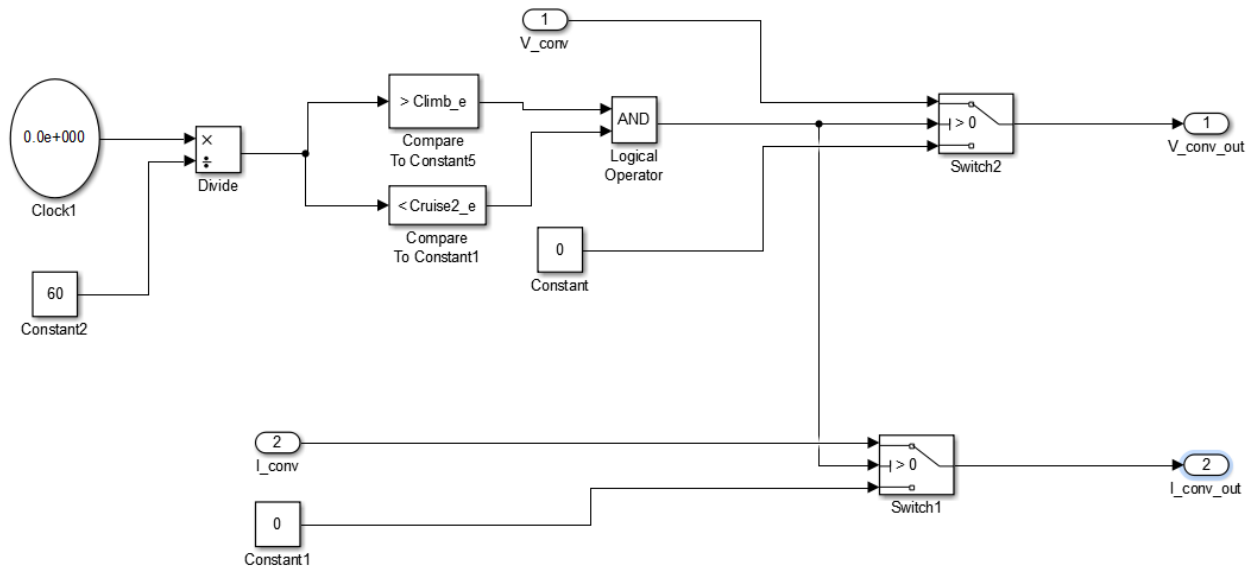 1
V_conv
0.0e+000
Clock1
×
÷
Divide
> Climb_e
Compare
To Constant5
AND
Logical
Operator
> 0
Switch2
1
V_conv_out
< Cruise2_e
Compare
To Constant1
0
Constant
60
Constant2
2
I_conv
> 0
Switch1
2
I_conv_out
0
Constant1